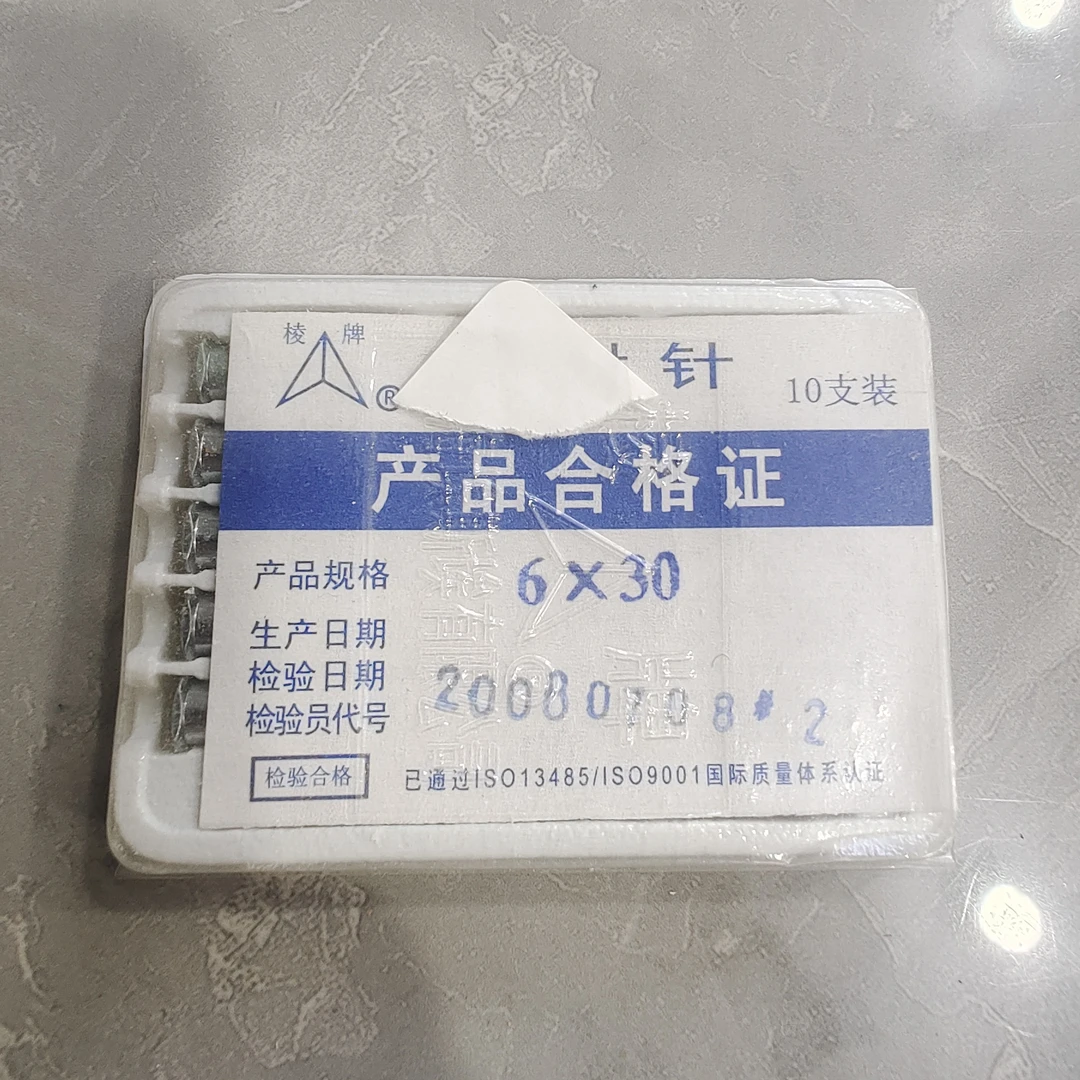 棱牌
®
针
10支装
产品合格证
产品规格 6×30
生产日期
检验日期
检验员代号
8# 2
检验合格
已通过ISO13485/ISO9001国际质量体系认证